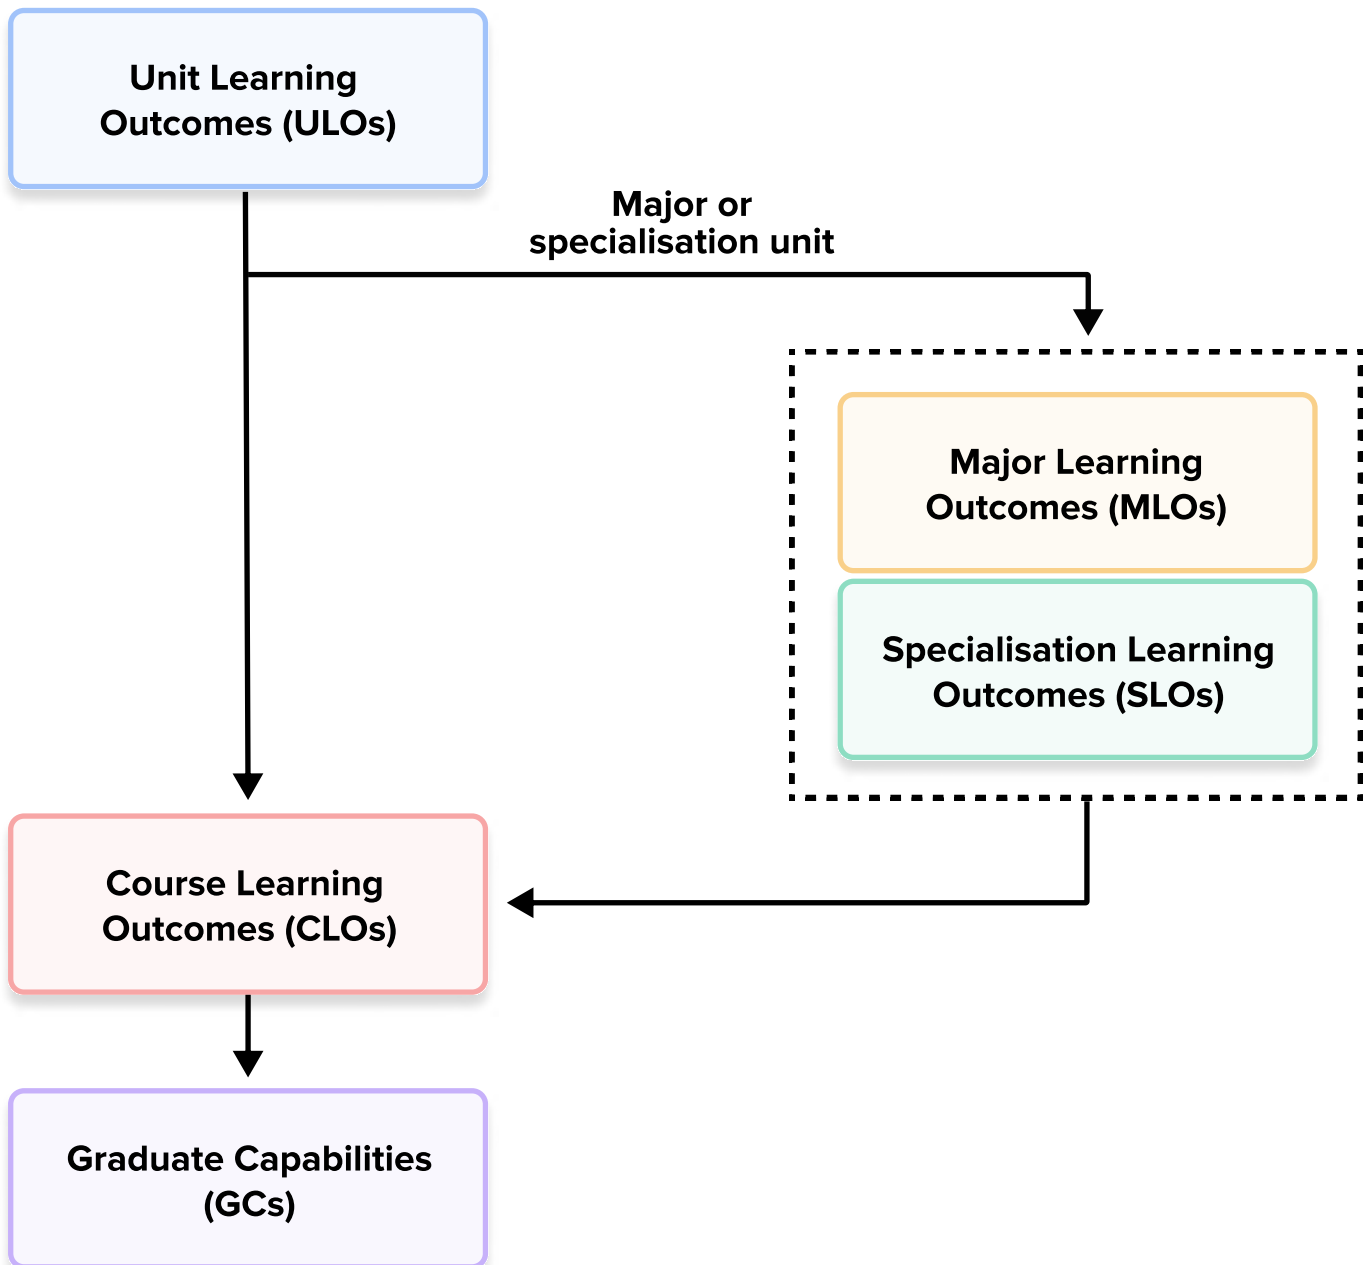 Unit Learning
Outcomes (ULOs)
Major or
specialisation unit
Major Learning
Outcomes (MLOs)
Specialisation Learning
Outcomes (SLOs)
Course Learning
Outcomes (CLOs)
Graduate Capabilities
(GCs)